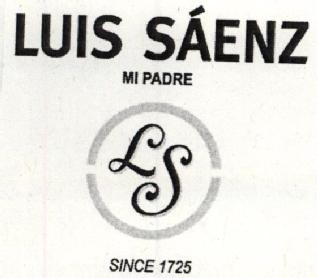 LUIS SÁENZ
MI PADRE
LS
SINCE 1725